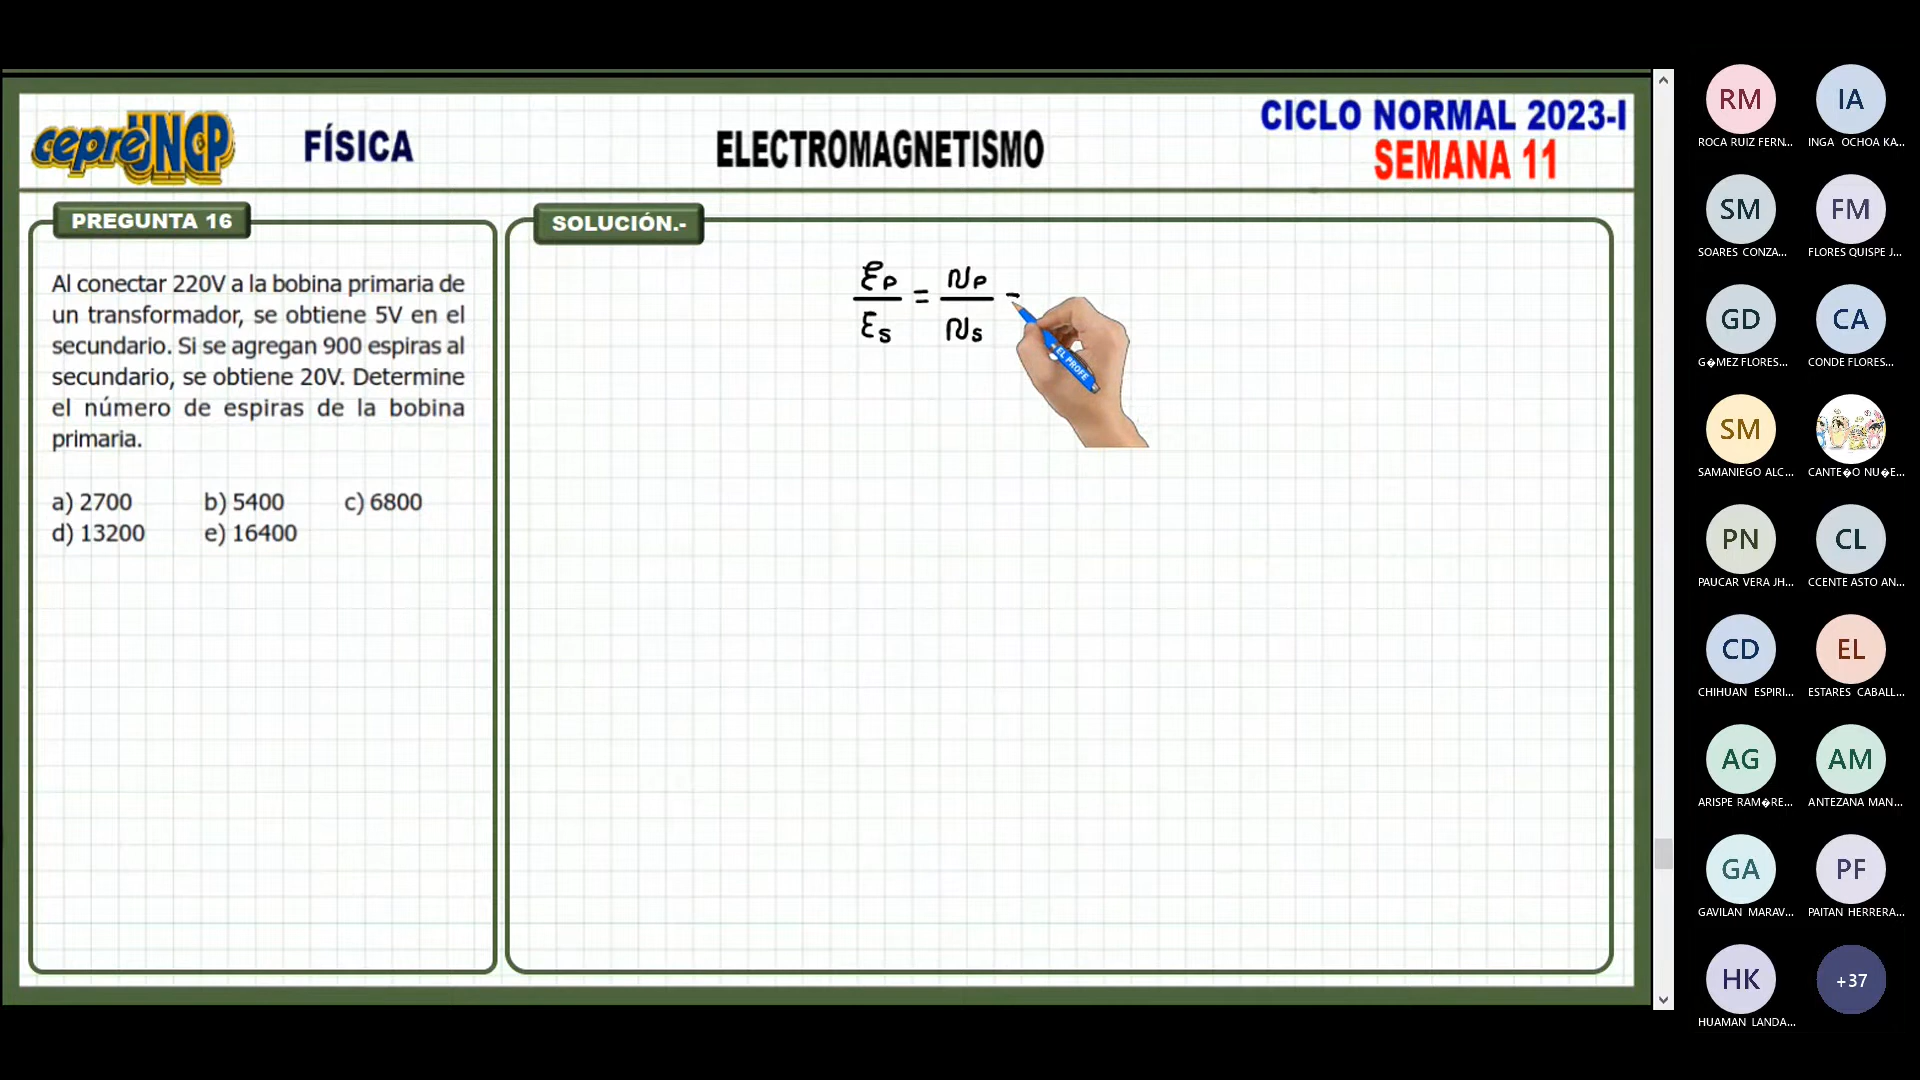 cepreUNCP
FÍSICA
ELECTROMAGNETISMO
CICLO NORMAL 2023-I
SEMANA 11
PREGUNTA 16
Al conectar 220V a la bobina primaria de
un transformador, se obtiene 5V en el
secundario. Si se agregan 900 espiras al
secundario, se obtiene 20V. Determine
el número de espiras de la bobina
primaria.
a) 2700 b) 5400 c) 6800
d) 13200 e) 16400
SOLUCIÓN.-
εP/εS = NP/NS =
EL PROFE
RM IA
ROCA RUIZ FERN... INGA OCHOA KA...
SM FM
SOARES CONZA... FLORES QUISPE J...
GD CA
G�MEZ FLORES... CONDE FLORES...
SM
SAMANIEGO ALC... CANTE�O NU�E...
PN CL
PAUCAR VERA JH... CCENTE ASTO AN...
CD EL
CHIHUAN ESPIRI... ESTARES CABALL...
AG AM
ARISPE RAM�RE... ANTEZANA MAN...
GA PF
GAVILAN MARAV... PAITAN HERRERA...
HK +37
HUAMAN LANDA...